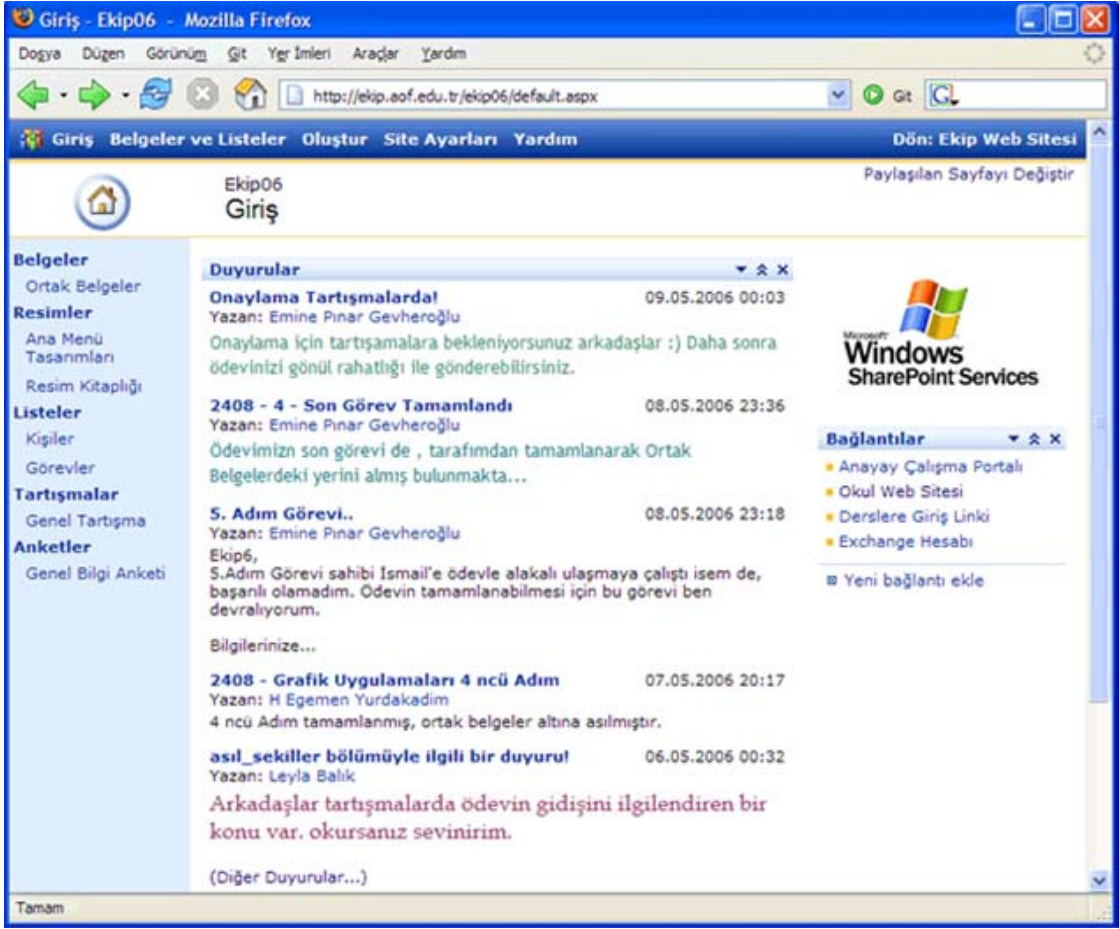 Giriş - Ekip06 - Mozilla Firefox
Dosya Düzen Görünüm Git Yer İmleri Araçlar Yardım
http://ekip.aof.edu.tr/ekip06/default.aspx Git G
Giriş Belgeler ve Listeler Oluştur Site Ayarları Yardım Dön: Ekip Web Sitesi
Ekip06
Giriş
Paylaşılan Sayfayı Değiştir
Belgeler
Ortak Belgeler
Resimler
Ana Menü
Tasarımları
Resim Kitaplığı
Listeler
Kişiler
Görevler
Tartışmalar
Genel Tartışma
Anketler
Genel Bilgi Anketi
Duyurular
Onaylama Tartışmalarda! 09.05.2006 00:03
Yazan: Emine Pınar Gevheroğlu
Onaylama için tartışamalara bekleniyorsunuz arkadaşlar :) Daha sonra
ödevinizi gönül rahatlığı ile gönderebilirsiniz.
2408 - 4 - Son Görev Tamamlandı 08.05.2006 23:36
Yazan: Emine Pınar Gevheroğlu
Ödevimizn son görevi de , tarafımdan tamamlanarak Ortak
Belgelerdeki yerini almış bulunmakta...
5. Adım Görevi.. 08.05.2006 23:18
Yazan: Emine Pınar Gevheroğlu
Ekip6,
5.Adım Görevi sahibi İsmail'e ödevle alakalı ulaşmaya çalıştı isem de,
başarılı olamadım. Ödevin tamamlanabilmesi için bu görevi ben
devralıyorum.
Bilgilerinize...
2408 - Grafik Uygulamaları 4 ncü Adım 07.05.2006 20:17
Yazan: H Egemen Yurdakadim
4 ncü Adım tamamlanmış, ortak belgeler altına asılmıştır.
asıl_sekiller bölümüyle ilgili bir duyuru! 06.05.2006 00:32
Yazan: Leyla Balık
Arkadaşlar tartışmalarda ödevin gidişini ilgilendiren bir
konu var. okursanız sevinirim.
(Diğer Duyurular...)
Microsoft
Windows
SharePoint Services
Bağlantılar
Anayay Çalışma Portalı
Okul Web Sitesi
Derslere Giriş Linki
Exchange Hesabı
Yeni bağlantı ekle
Tamam